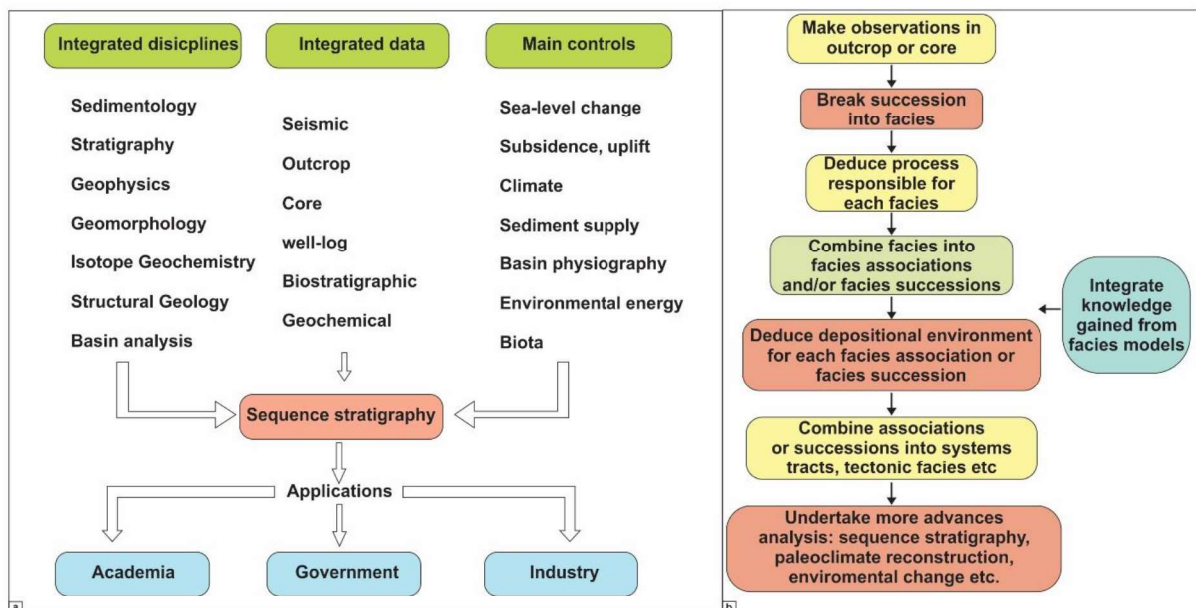 Integrated disicplines
Sedimentology
Stratigraphy
Geophysics
Geomorphology
Isotope Geochemistry
Structural Geology
Basin analysis
Integrated data
Seismic
Outcrop
Core
well-log
Biostratigraphic
Geochemical
Main controls
Sea-level change
Subsidence, uplift
Climate
Sediment supply
Basin physiography
Environmental energy
Biota
Sequence stratigraphy
Applications
Academia
Government
Industry
a
Make observations in
outcrop or core
Break succession
into facies
Deduce process
responsible for
each facies
Combine facies into
facies associations
and/or facies successions
Integrate
knowledge
gained from
facies models
Deduce depositional environment
for each facies association or
facies succession
Combine associations
or successions into systems
tracts, tectonic facies etc
Undertake more advances
analysis: sequence stratigraphy,
paleoclimate reconstruction,
enviromental change etc.
b